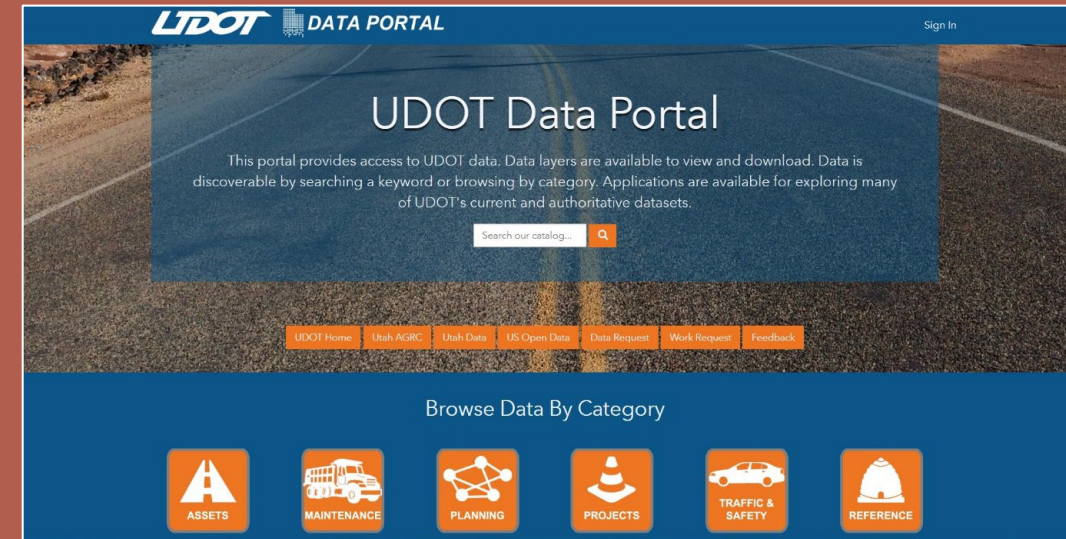 UDOT DATA PORTAL
Sign In
UDOT Data Portal
This portal provides access to UDOT data. Data layers are available to view and download. Data is
discoverable by searching a keyword or browsing by category. Applications are available for exploring many
of UDOT's current and authoritative datasets.
Search our catalog...
UDOT Home Utah AGRC Utah Data US Open Data Data Request Work Request Feedback
Browse Data By Category
ASSETS MAINTENANCE PLANNING PROJECTS TRAFFIC & SAFETY REFERENCE